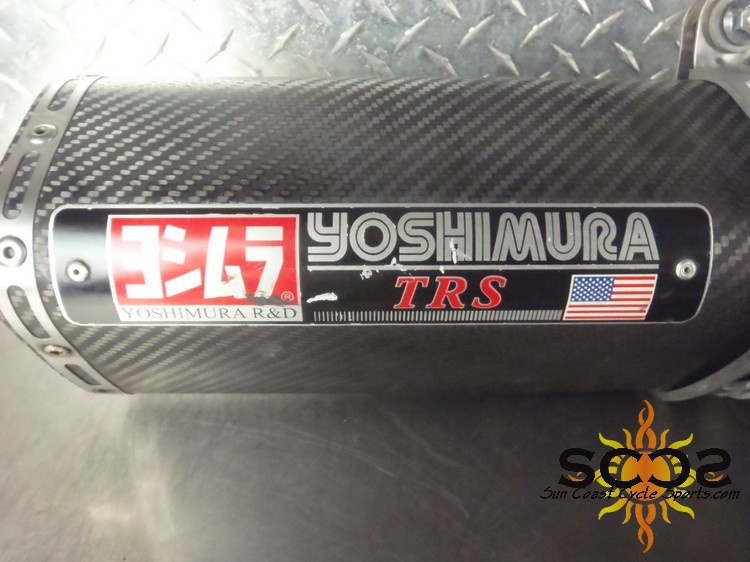 ヨシムラ®
YOSHIMURA R&D
YOSHIMURA
TRS
SCCS
Sun Coast Cycle Sports.com